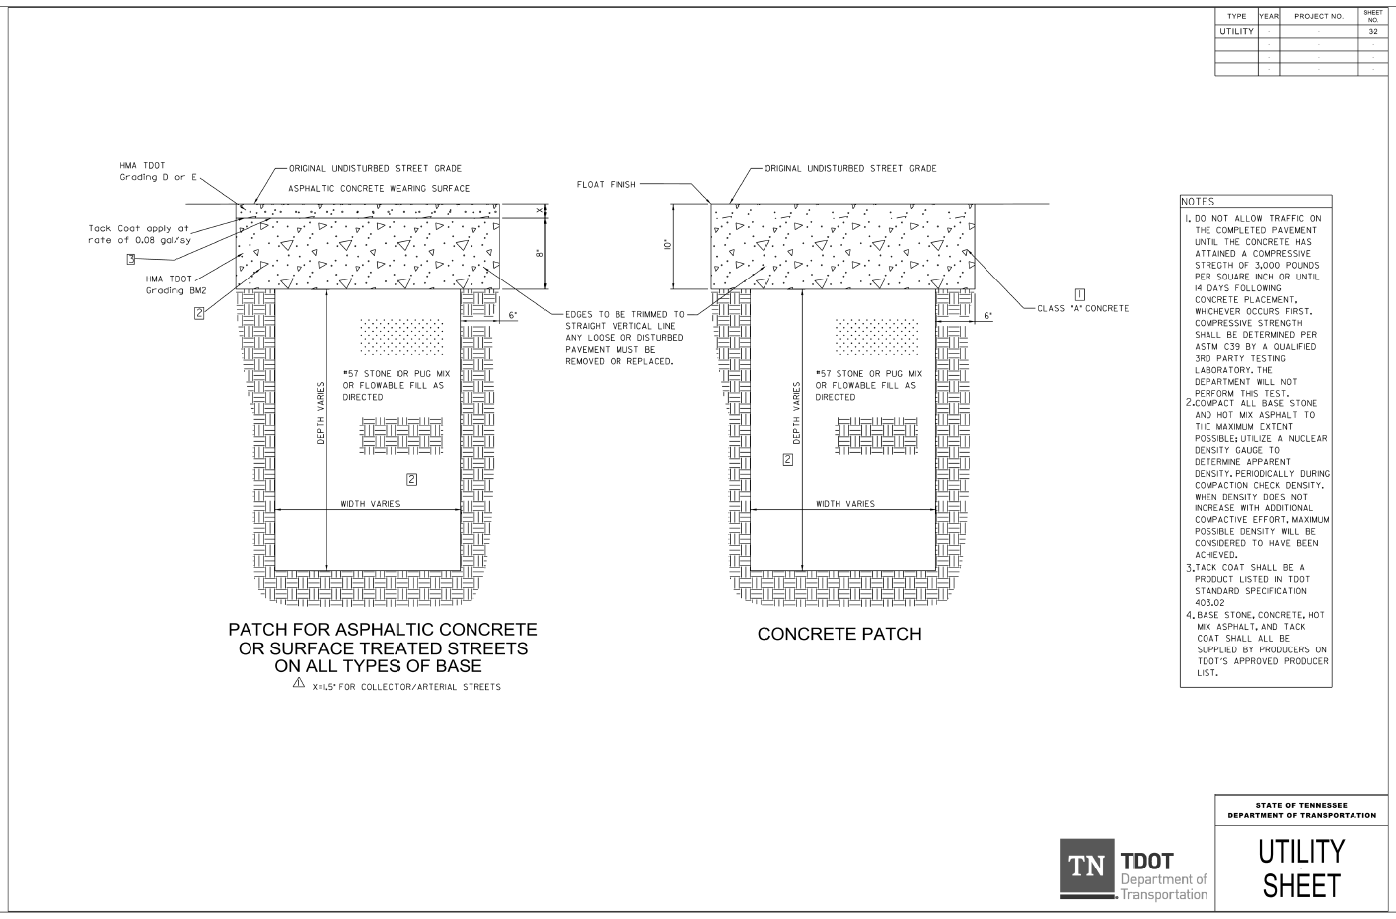 TYPE YEAR PROJECT NO. SHEET NO.
UTILITY - - 32
- - -
- - -
- - -
HMA TDOT
Grading D or E
ORIGINAL UNDISTURBED STREET GRADE
ASPHALTIC CONCRETE WEARING SURFACE
Tack Coat apply at
rate of 0.08 gal/sy
3
HMA TDOT
Grading BM2
2
X
8"
6"
EDGES TO BE TRIMMED TO
STRAIGHT VERTICAL LINE
ANY LOOSE OR DISTURBED
PAVEMENT MUST BE
REMOVED OR REPLACED.
#57 STONE OR PUG MIX
OR FLOWABLE FILL AS
DIRECTED
DEPTH VARIES
2
WIDTH VARIES
PATCH FOR ASPHALTIC CONCRETE
OR SURFACE TREATED STREETS
ON ALL TYPES OF BASE
1 X=1.5" FOR COLLECTOR/ARTERIAL STREETS
FLOAT FINISH
ORIGINAL UNDISTURBED STREET GRADE
10"
1
CLASS "A" CONCRETE
6"
#57 STONE OR PUG MIX
OR FLOWABLE FILL AS
DIRECTED
DEPTH VARIES
2
WIDTH VARIES
CONCRETE PATCH
NOTES
1. DO NOT ALLOW TRAFFIC ON
THE COMPLETED PAVEMENT
UNTIL THE CONCRETE HAS
ATTAINED A COMPRESSIVE
STREGTH OF 3,000 POUNDS
PER SQUARE INCH OR UNTIL
14 DAYS FOLLOWING
CONCRETE PLACEMENT,
WHICHEVER OCCURS FIRST.
COMPRESSIVE STRENGTH
SHALL BE DETERMINED PER
ASTM C39 BY A QUALIFIED
3RD PARTY TESTING
LABORATORY. THE
DEPARTMENT WILL NOT
PERFORM THIS TEST.
2. COMPACT ALL BASE STONE
AND HOT MIX ASPHALT TO
THE MAXIMUM EXTENT
POSSIBLE; UTILIZE A NUCLEAR
DENSITY GAUGE TO
DETERMINE APPARENT
DENSITY. PERIODICALLY DURING
COMPACTION CHECK DENSITY,
WHEN DENSITY DOES NOT
INCREASE WITH ADDITIONAL
COMPACTIVE EFFORT, MAXIMUM
POSSIBLE DENSITY WILL BE
CONSIDERED TO HAVE BEEN
ACHIEVED.
3. TACK COAT SHALL BE A
PRODUCT LISTED IN TDOT
STANDARD SPECIFICATION
403.02
4. BASE STONE, CONCRETE, HOT
MIX ASPHALT, AND TACK
COAT SHALL ALL BE
SUPPLIED BY PRODUCERS ON
TDOT'S APPROVED PRODUCER
LIST.
STATE OF TENNESSEE
DEPARTMENT OF TRANSPORTATION
UTILITY
SHEET
TN
TDOT
Department of
Transportation